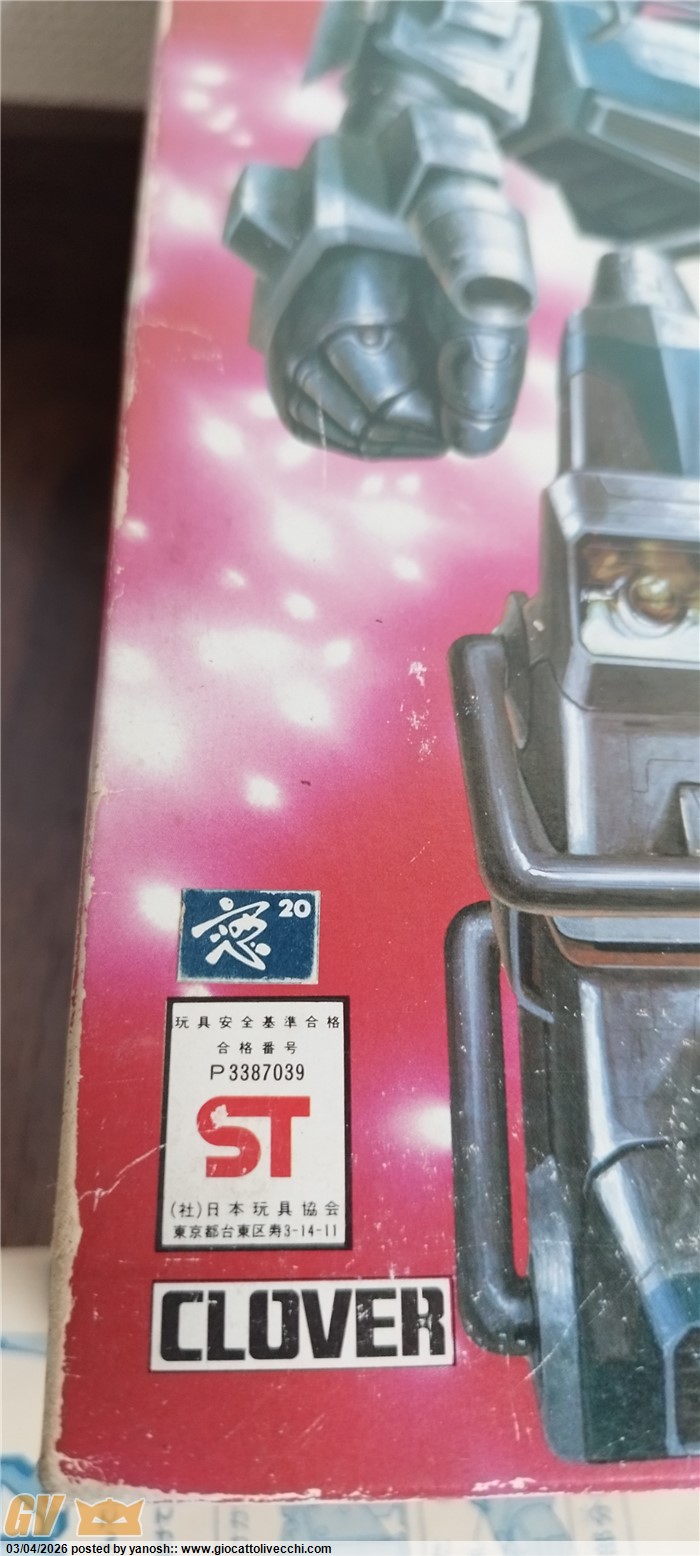 20
玩具安全基準合格
合格番号
P3387039
ST
(社)日本玩具協会
東京都台東区寿3-14-11
CLOVER
GV
03/04/2026 posted by yanosh:: www.giocattolivecchi.com